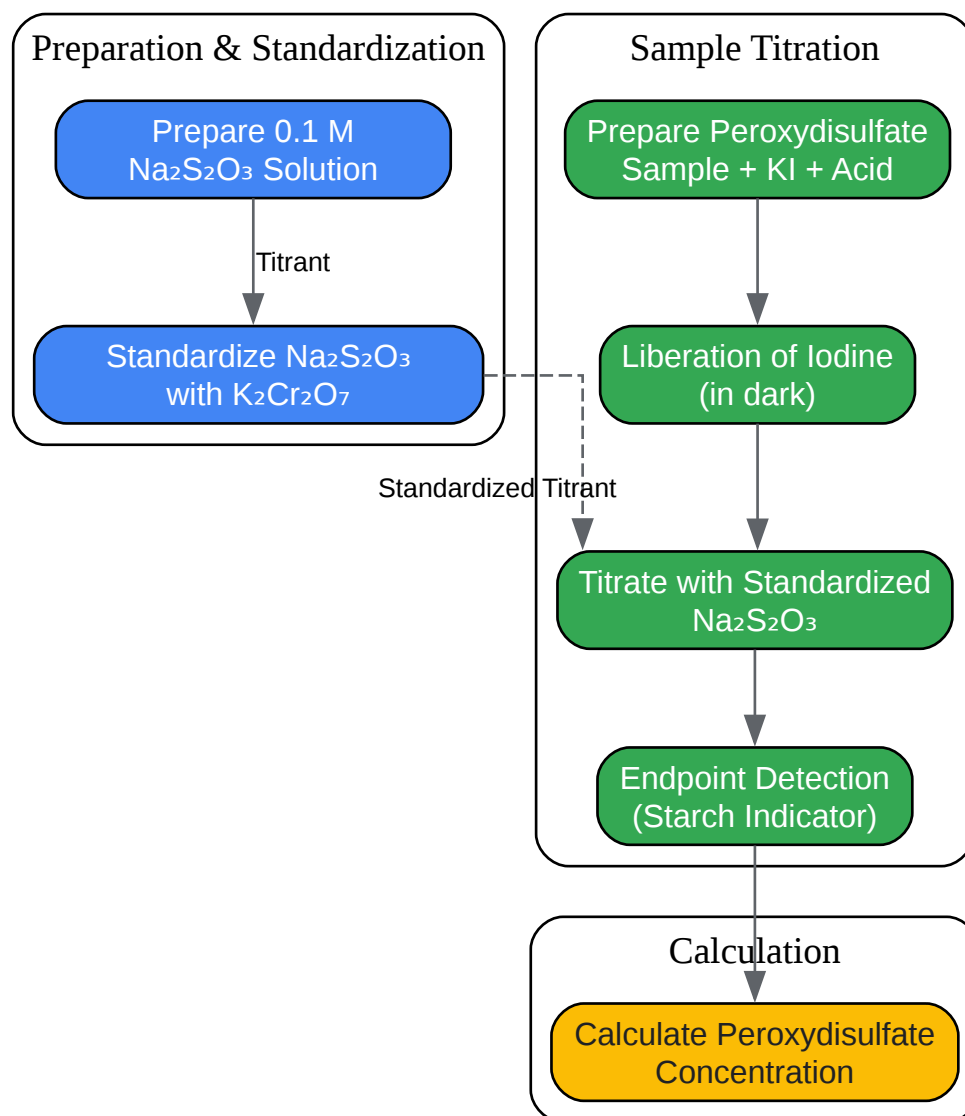 Preparation & Standardization
Prepare 0.1 M
Na₂S₂O₃ Solution
Titrant
Standardize Na₂S₂O₃
with K₂Cr₂O₇
Standardized Titrant
Sample Titration
Prepare Peroxydisulfate
Sample + KI + Acid
Liberation of Iodine
(in dark)
Titrate with Standardized
Na₂S₂O₃
Endpoint Detection
(Starch Indicator)
Calculation
Calculate Peroxydisulfate
Concentration